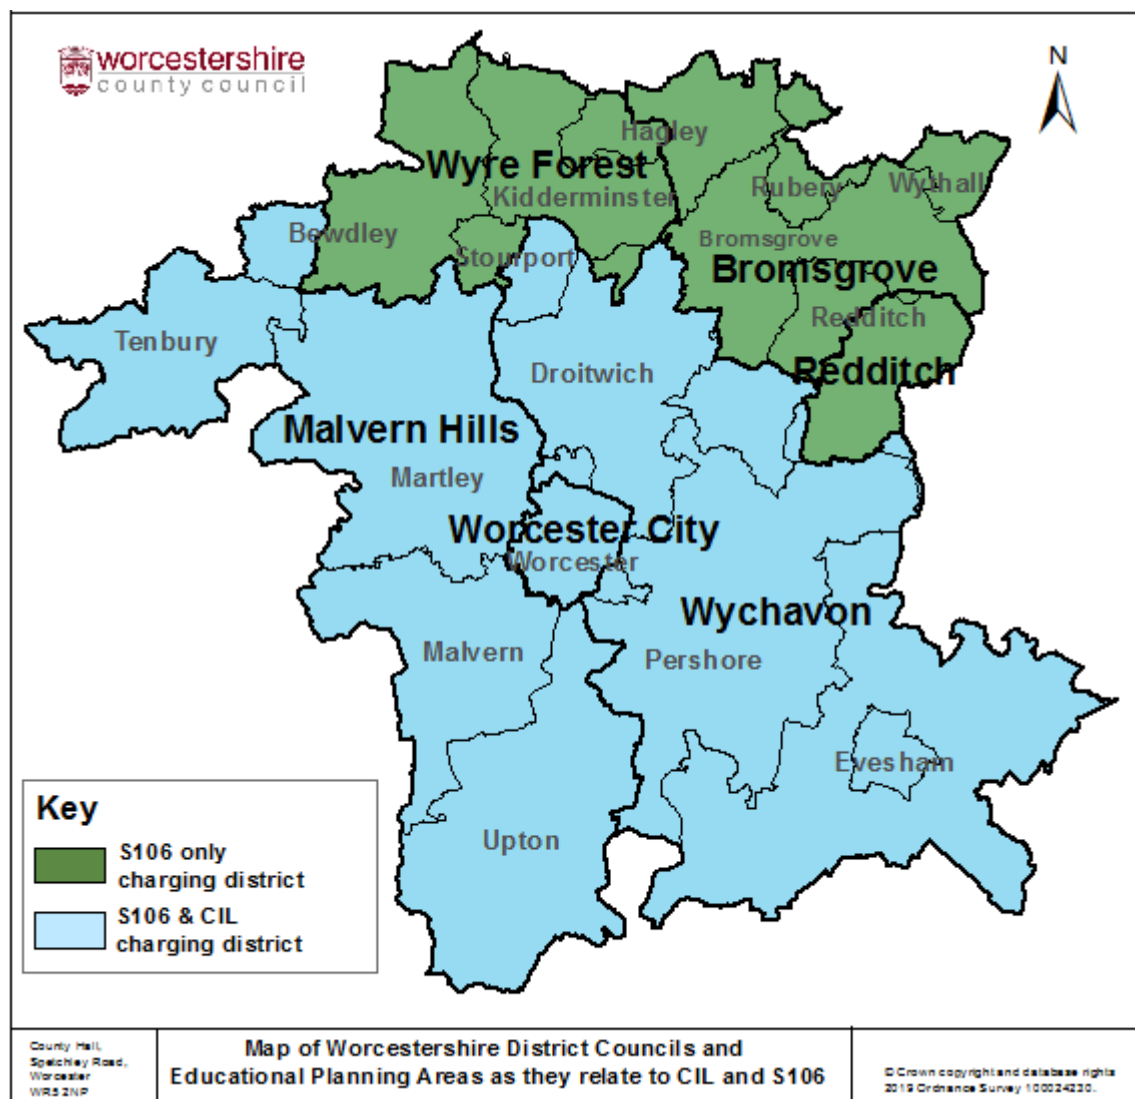 worcestershire
county council
N
Hagley
Wyre Forest
Kidderminster
Rubery
Wythall
Bewdley
Stourport
Bromsgrove
Bromsgrove
Tenbury
Redditch
Redditch
Droitwich
Malvern Hills
Martley
Worcester City
Worcester
Wychavon
Malvern
Pershore
Evesham
Upton
Key
S106 only
charging district
S106 & CIL
charging district
County Hall,
Spetchley Road,
Worcester
WR5 2NP
Map of Worcestershire District Councils and
Educational Planning Areas as they relate to CIL and S106
© Crown copyright and database rights
2019 Ordnance Survey 100024230.